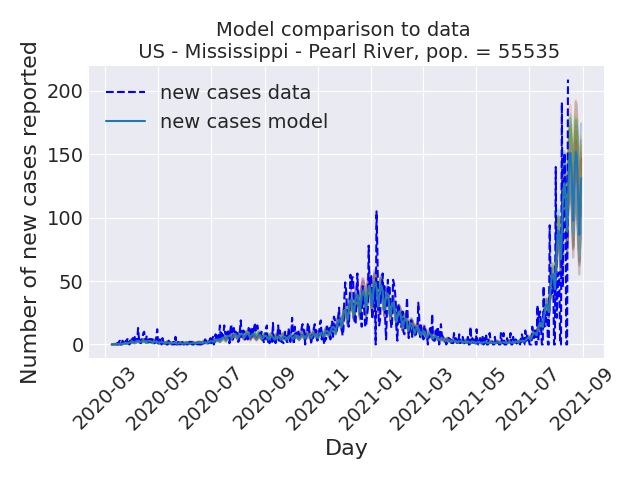 Model comparison to data
US - Mississippi - Pearl River, pop. = 55535
Number of new cases reported
200
150
100
50
0
new cases data
new cases model
2020-03
2020-05
2020-07
2020-09
2020-11
2021-01
2021-03
2021-05
2021-07
2021-09
Day